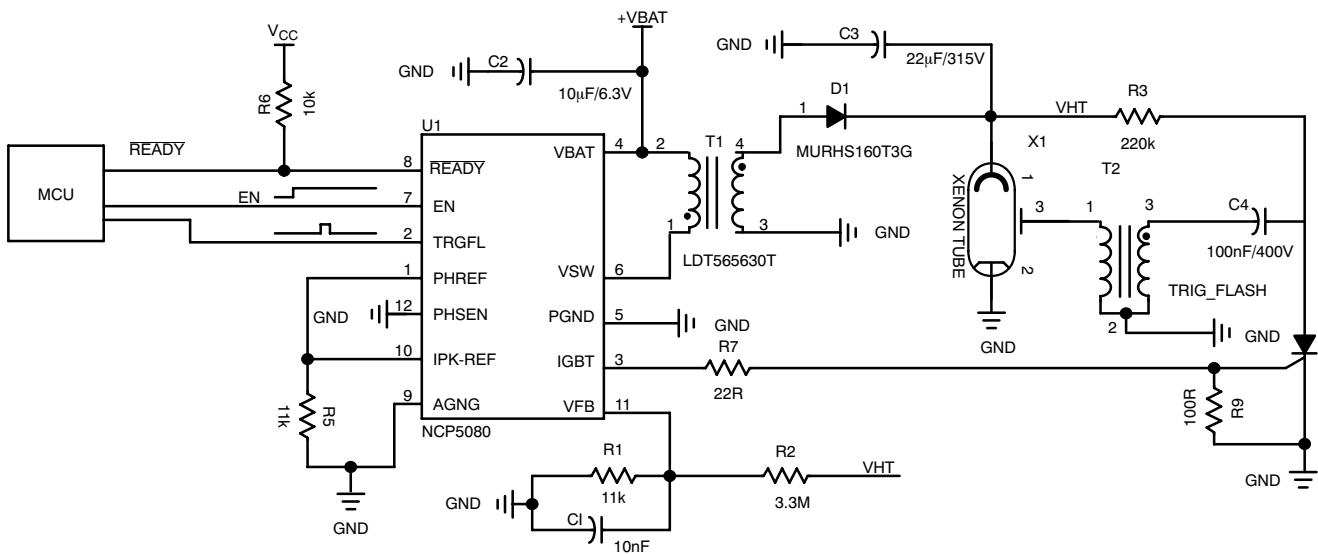 +VBAT
VCC
GND
C2
10µF/6.3V
GND
C3
22µF/315V
R6
10k
D1
1
MURHS160T3G
VHT
R3
220k
X1
T2
U1
MCU
READY
8
READY
VBAT
4
2
T1
4
EN
7
EN
2
TRGFL
1
3
GND
LDT565630T
XENON TUBE
1
3
2
1
3
C4
100nF/400V
TRIG_FLASH
1
PHREF
VSW
6
GND
12
PHSEN
PGND
5
GND
GND
2
GND
10
IPK-REF
IGBT
3
R7
22R
R5
11k
9
AGNG
VFB
11
NCP5080
100R
R9
GND
R1
11k
R2
3.3M
VHT
GND
GND
CI
10nF